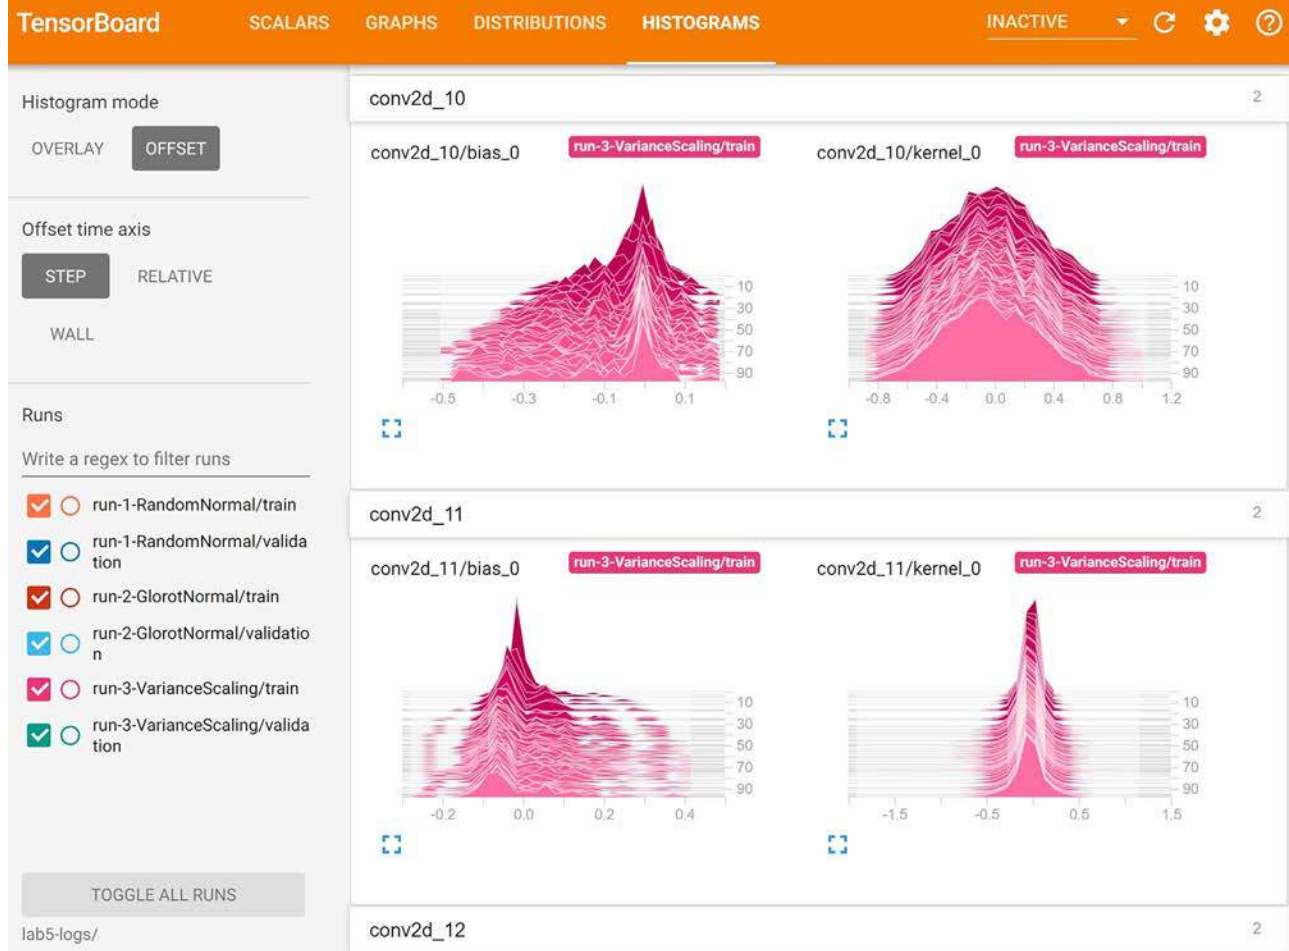 TensorBoard SCALARS GRAPHS DISTRIBUTIONS HISTOGRAMS INACTIVE
Histogram mode
OVERLAY OFFSET
Offset time axis
STEP RELATIVE
WALL
Runs
Write a regex to filter runs
run-1-RandomNormal/train
run-1-RandomNormal/valida
tion
run-2-GlorotNormal/train
run-2-GlorotNormal/validatio
n
run-3-VarianceScaling/train
run-3-VarianceScaling/valida
tion
TOGGLE ALL RUNS
lab5-logs/
conv2d_10 2
conv2d_10/bias_0 run-3-VarianceScaling/train
10
30
50
70
90
-0.5 -0.3 -0.1 0.1
conv2d_10/kernel_0 run-3-VarianceScaling/train
10
30
50
70
90
-0.8 -0.4 0.0 0.4 0.8 1.2
conv2d_11 2
conv2d_11/bias_0 run-3-VarianceScaling/train
10
30
50
70
90
-0.2 0.0 0.2 0.4
conv2d_11/kernel_0 run-3-VarianceScaling/train
10
30
50
70
90
-1.5 -0.5 0.5 1.5
conv2d_12 2